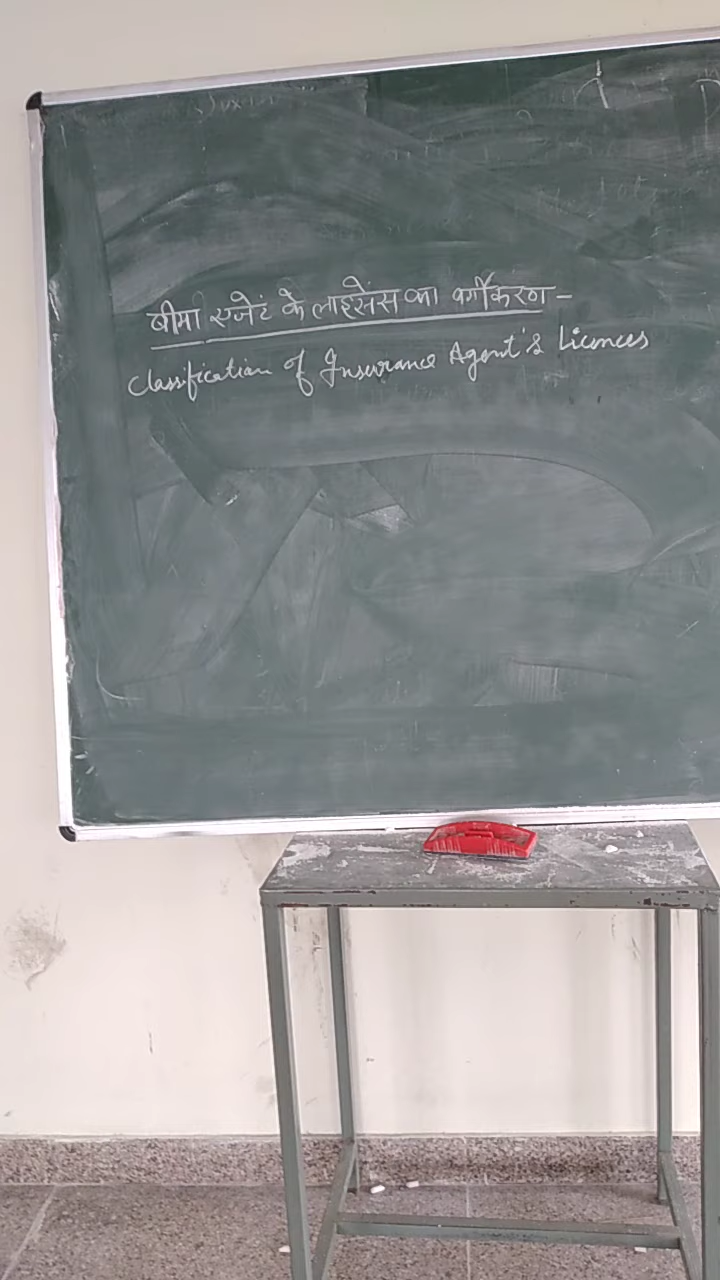 बीमा एजेंट के लाइसेंस का वर्गीकरण -
Classification of Insurance Agent's Licences